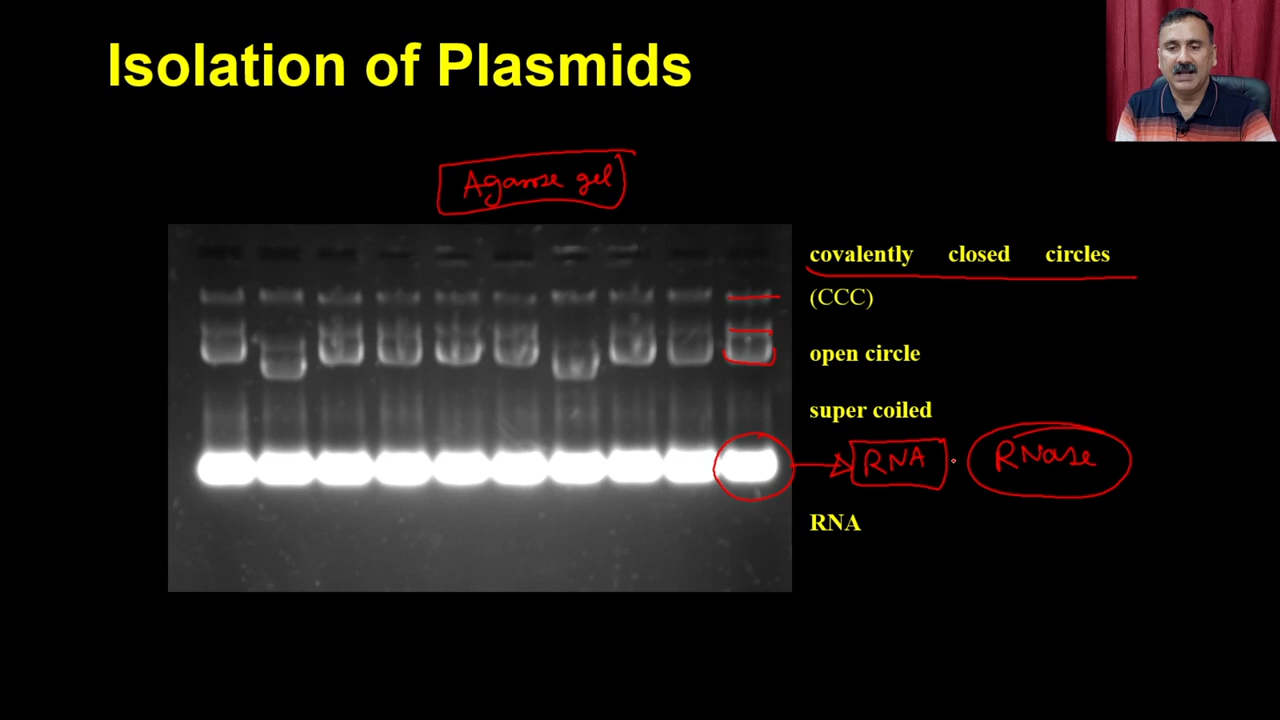 Isolation of Plasmids
Agarose gel
covalently closed circles
(CCC)
open circle
super coiled
RNA RNase
RNA